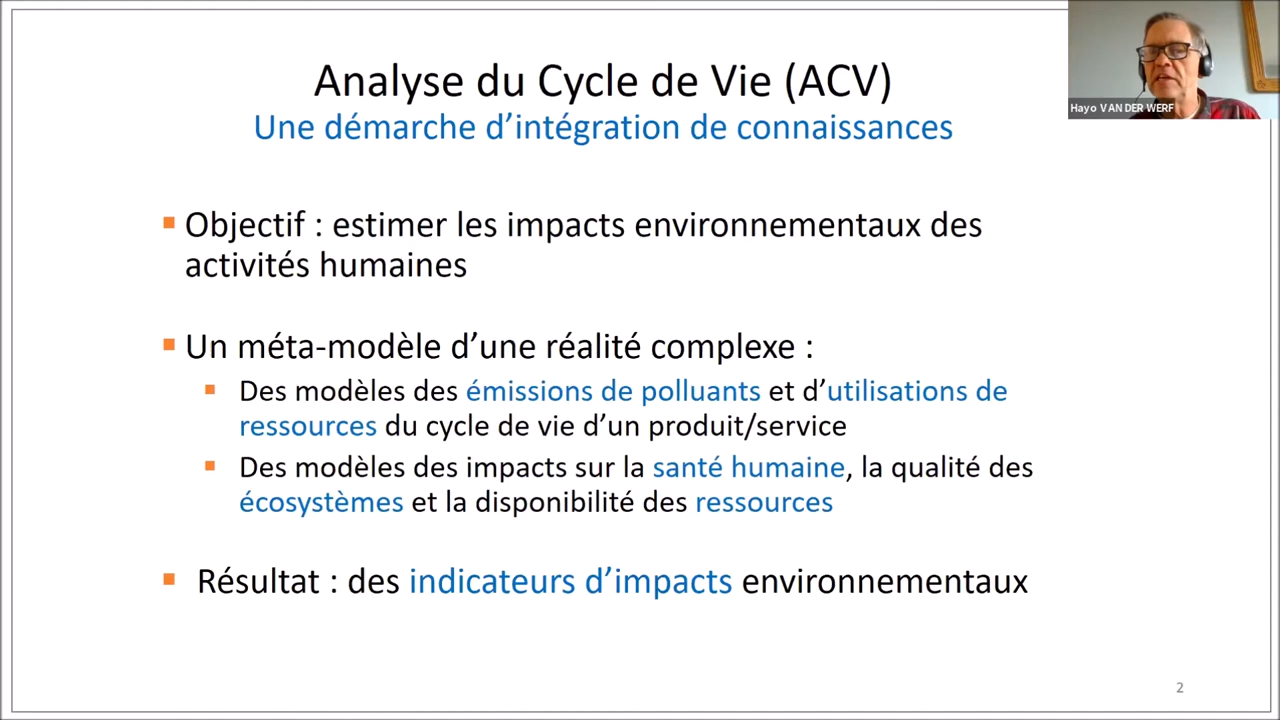 Analyse du Cycle de Vie (ACV)
Une démarche d’intégration de connaissances
Hayo VAN DER WERF
Objectif : estimer les impacts environnementaux des
activités humaines
Un méta-modèle d’une réalité complexe :
Des modèles des émissions de polluants et d’utilisations de
ressources du cycle de vie d’un produit/service
Des modèles des impacts sur la santé humaine, la qualité des
écosystèmes et la disponibilité des ressources
Résultat : des indicateurs d’impacts environnementaux
2